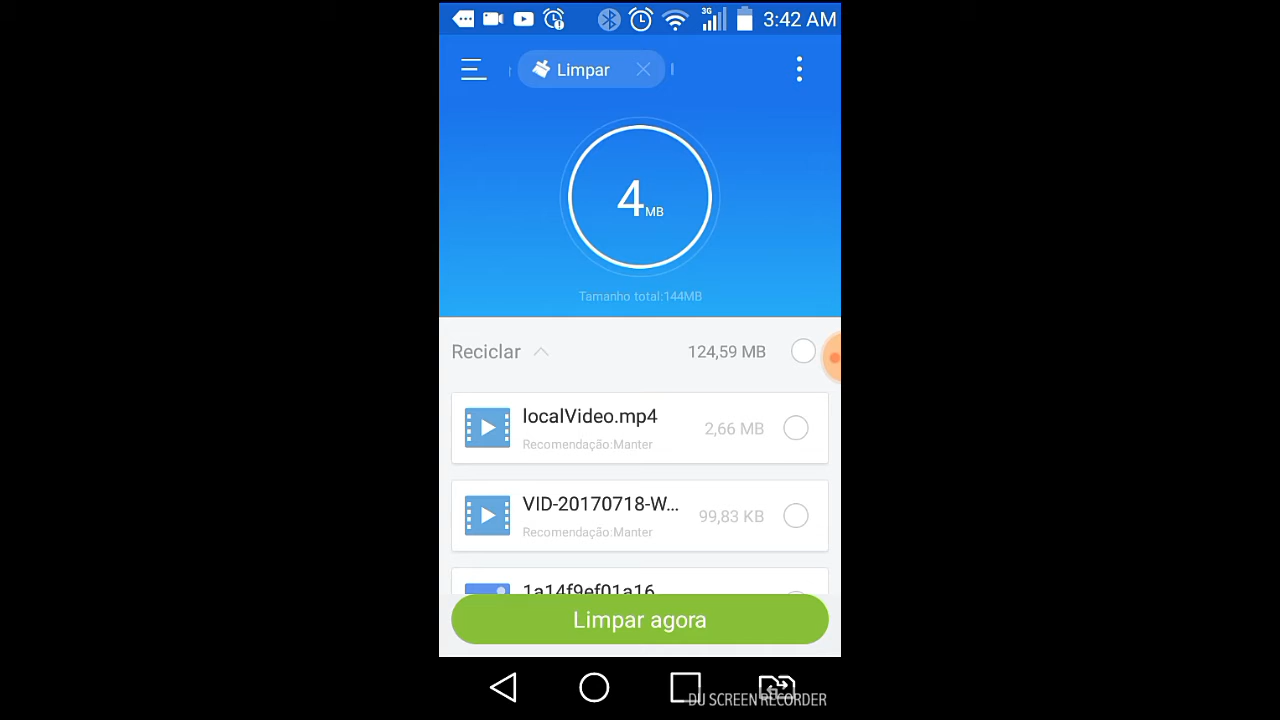 3G 3:42 AM
Limpar
4 MB
Tamanho total:144MB
Reciclar 124,59 MB
localVideo.mp4 2,66 MB
Recomendação:Manter
VID-20170718-W... 99,83 KB
Recomendação:Manter
1a14f9ef01a16
Limpar agora
DU SCREEN RECORDER